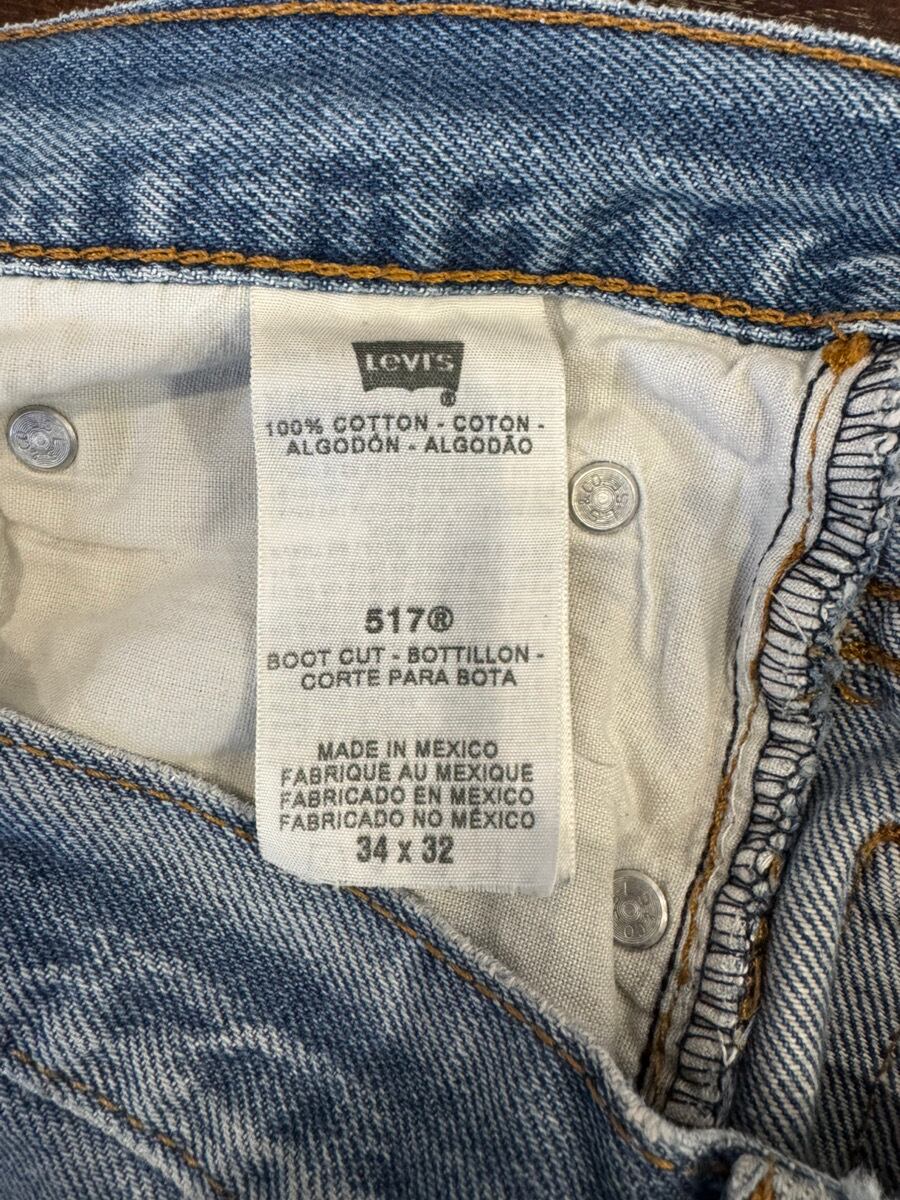 LEVI'S
®
100% COTTON - COTON -
ALGODÓN - ALGODÃO
517®
BOOT CUT - BOTTILLON -
CORTE PARA BOTA
MADE IN MEXICO
FABRIQUE AU MEXIQUE
FABRICADO EN MEXICO
FABRICADO NO MÉXICO
34 x 32